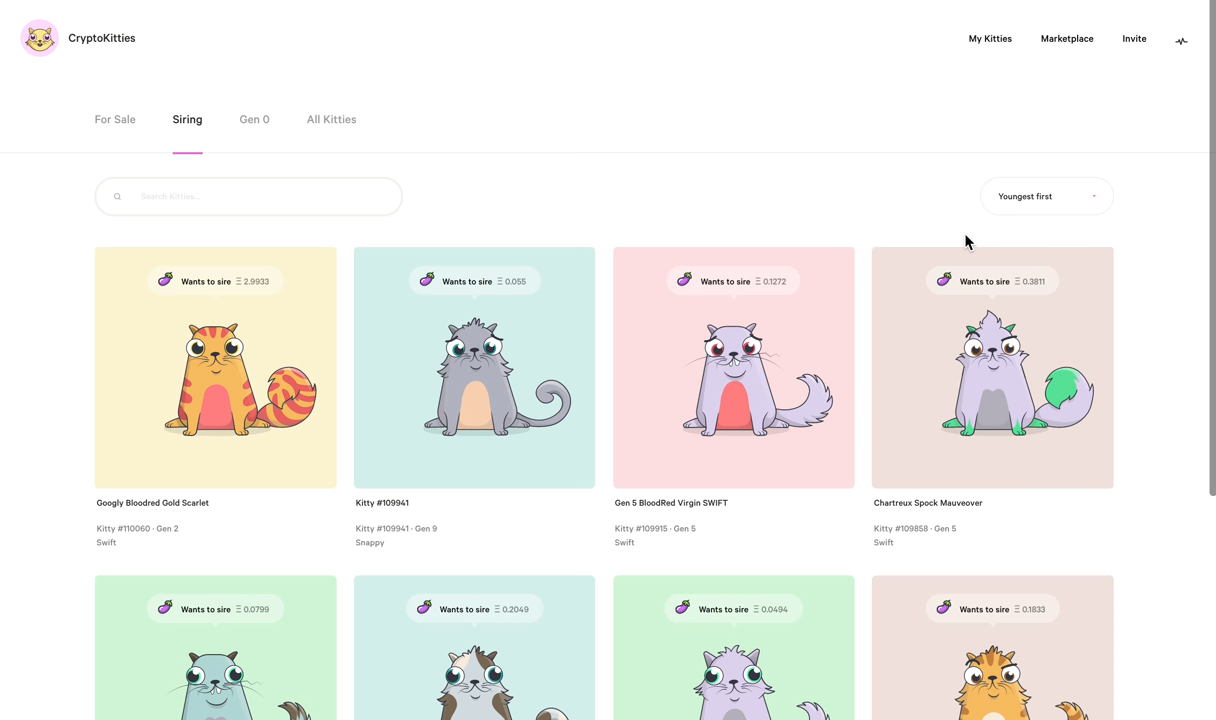 CryptoKitties
My Kitties
Marketplace
Invite
For Sale
Siring
Gen 0
All Kitties
Search Kitties...
Youngest first
Wants to sire Ξ 2.9933
Wants to sire Ξ 0.055
Wants to sire Ξ 0.1272
Wants to sire Ξ 0.3811
Googly Bloodred Gold Scarlet
Kitty #110060 · Gen 2
Swift
Kitty #109941
Kitty #109941 · Gen 9
Snappy
Gen 5 BloodRed Virgin SWIFT
Kitty #109915 · Gen 5
Swift
Chartreux Spock Mauveover
Kitty #109858 · Gen 5
Swift
Wants to sire Ξ 0.0799
Wants to sire Ξ 0.2049
Wants to sire Ξ 0.0494
Wants to sire Ξ 0.1833